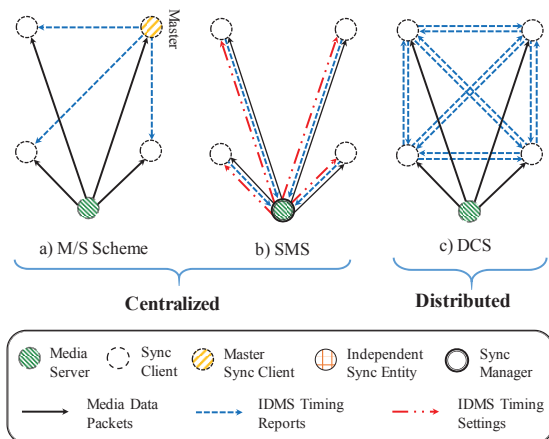 Master
a) M/S Scheme
b) SMS
c) DCS
Centralized
Distributed
Media Server
Sync Client
Master Sync Client
Independent Sync Entity
Sync Manager
Media Data Packets
IDMS Timing Reports
IDMS Timing Settings